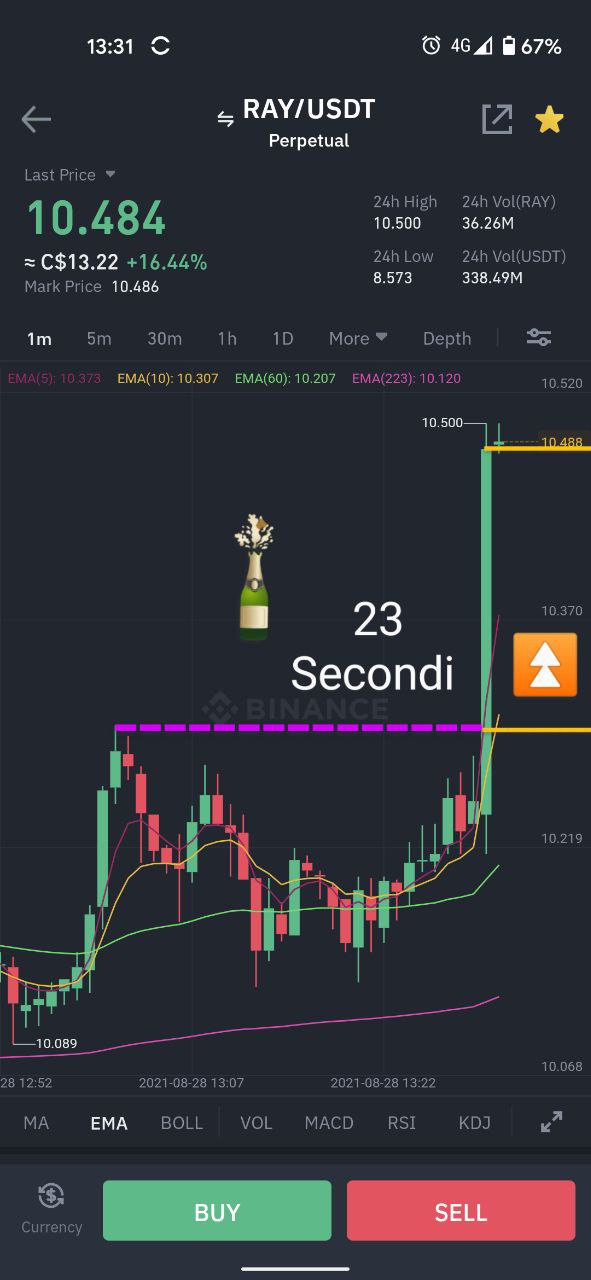 13:31
4G
67%
RAY/USDT
Perpetual
Last Price
10.484
≈ C$13.22 +16.44%
Mark Price 10.486
24h High
10.500
24h Vol(RAY)
36.26M
24h Low
8.573
24h Vol(USDT)
338.49M
1m 5m 30m 1h 1D More Depth
EMA(5): 10.373 EMA(10): 10.307 EMA(60): 10.207 EMA(223): 10.120
10.520
10.500
10.488
10.370
23
Secondi
BINANCE
10.219
10.089
10.068
28 12:52
2021-08-28 13:07
2021-08-28 13:22
MA EMA BOLL VOL MACD RSI KDJ
Currency
BUY
SELL